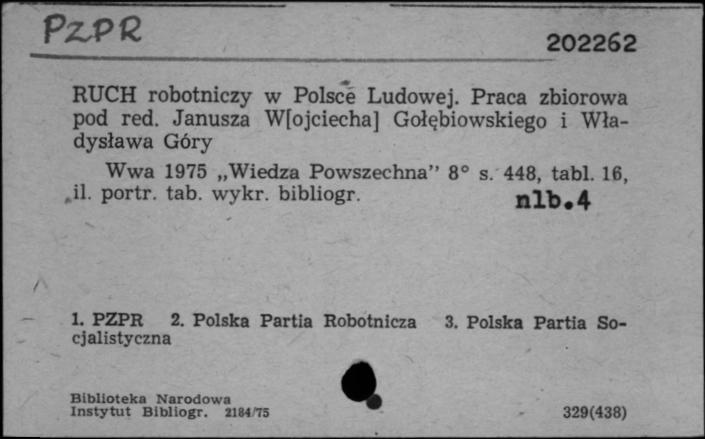 PZPR
202262
RUCH robotniczy w Polsce Ludowej. Praca zbiorowa
pod red. Janusza W[ojciecha] Gołębiowskiego i Wła-
dysława Góry
Wwa 1975 „Wiedza Powszechna” 8° s. 448, tabl. 16,
il. portr. tab. wykr. bibliogr.
nlb.4
1. PZPR 2. Polska Partia Robotnicza 3. Polska Partia So-
cjalistyczna
Biblioteka Narodowa
Instytut Bibliogr. 2184/75
329(438)